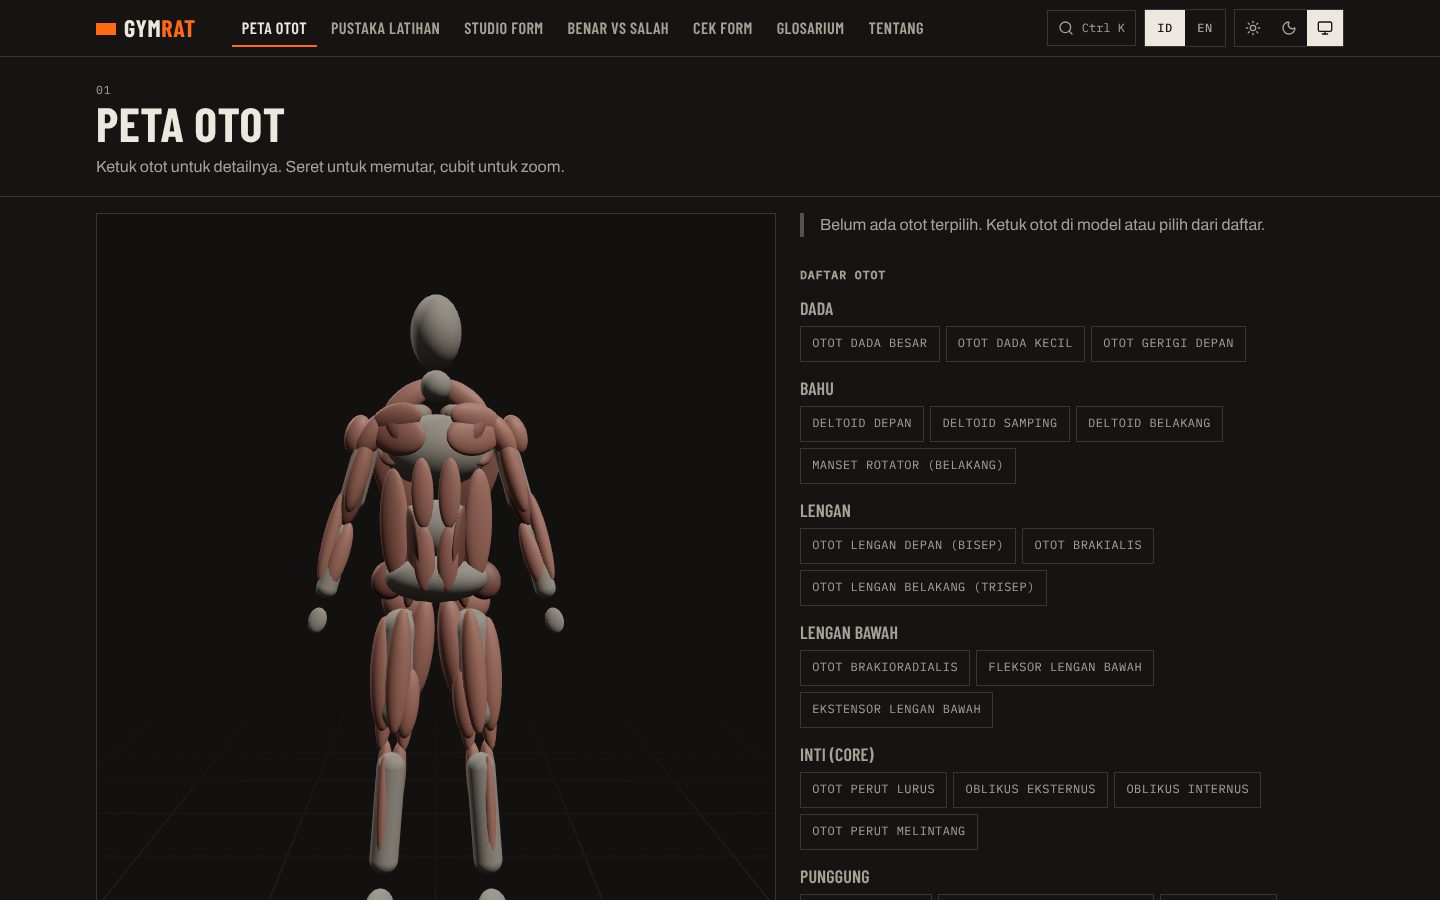 GYMRAT PETA OTOT PUSTAKA LATIHAN STUDIO FORM BENAR VS SALAH CEK FORM GLOSARIUM TENTANG Ctrl K ID EN
01
PETA OTOT
Ketuk otot untuk detailnya. Seret untuk memutar, cubit untuk zoom.
Belum ada otot terpilih. Ketuk otot di model atau pilih dari daftar.
DAFTAR OTOT
DADA
OTOT DADA BESAR OTOT DADA KECIL OTOT GERIGI DEPAN
BAHU
DELTOID DEPAN DELTOID SAMPING DELTOID BELAKANG
MANSET ROTATOR (BELAKANG)
LENGAN
OTOT LENGAN DEPAN (BISEP) OTOT BRAKIALIS
OTOT LENGAN BELAKANG (TRISEP)
LENGAN BAWAH
OTOT BRAKIORADIALIS FLEKSOR LENGAN BAWAH
EKSTENSOR LENGAN BAWAH
INTI (CORE)
OTOT PERUT LURUS OBLIKUS EKSTERNUS OBLIKUS INTERNUS
OTOT PERUT MELINTANG
PUNGGUNG